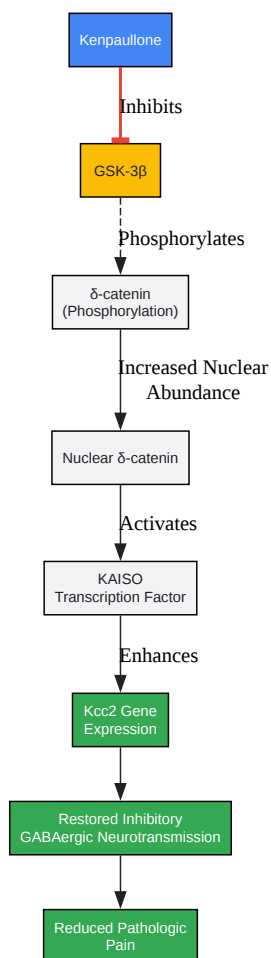 Kenpaullone
Inhibits
GSK-3β
Phosphorylates
δ-catenin
(Phosphorylation)
Increased Nuclear
Abundance
Nuclear δ-catenin
Activates
KAISO
Transcription Factor
Enhances
Kcc2 Gene
Expression
Restored Inhibitory
GABAergic Neurotransmission
Reduced Pathologic
Pain